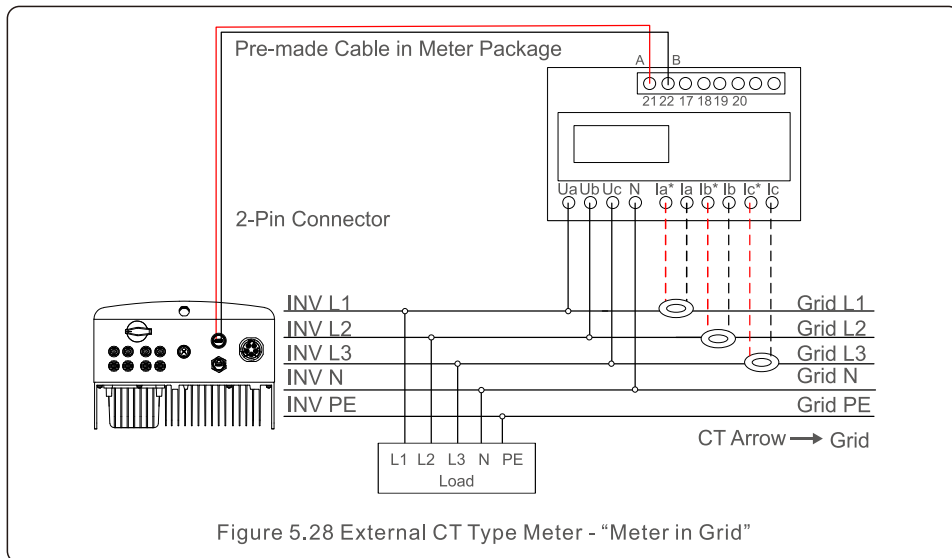 Pre-made Cable in Meter Package
A B
21 22 17 18 19 20
Ua Ub Uc N Ia* Ia Ib* Ib Ic* Ic
2-Pin Connector
INV L1 Grid L1
INV L2 Grid L2
INV L3 Grid L3
INV N Grid N
INV PE Grid PE
CT Arrow → Grid
L1 L2 L3 N PE
Load
Figure 5.28 External CT Type Meter - “Meter in Grid”